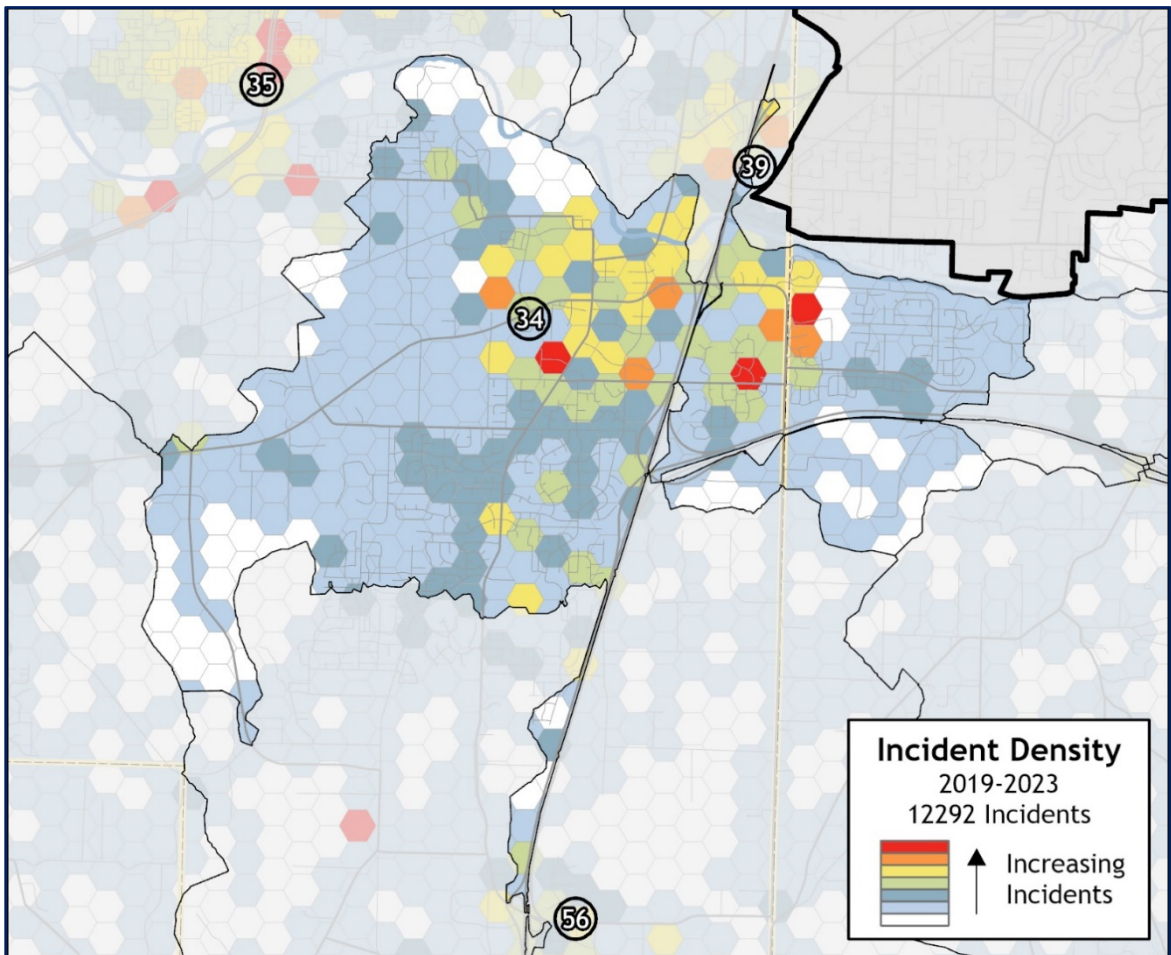 35
39
34
56
Incident Density
2019-2023
12292 Incidents
Increasing
Incidents